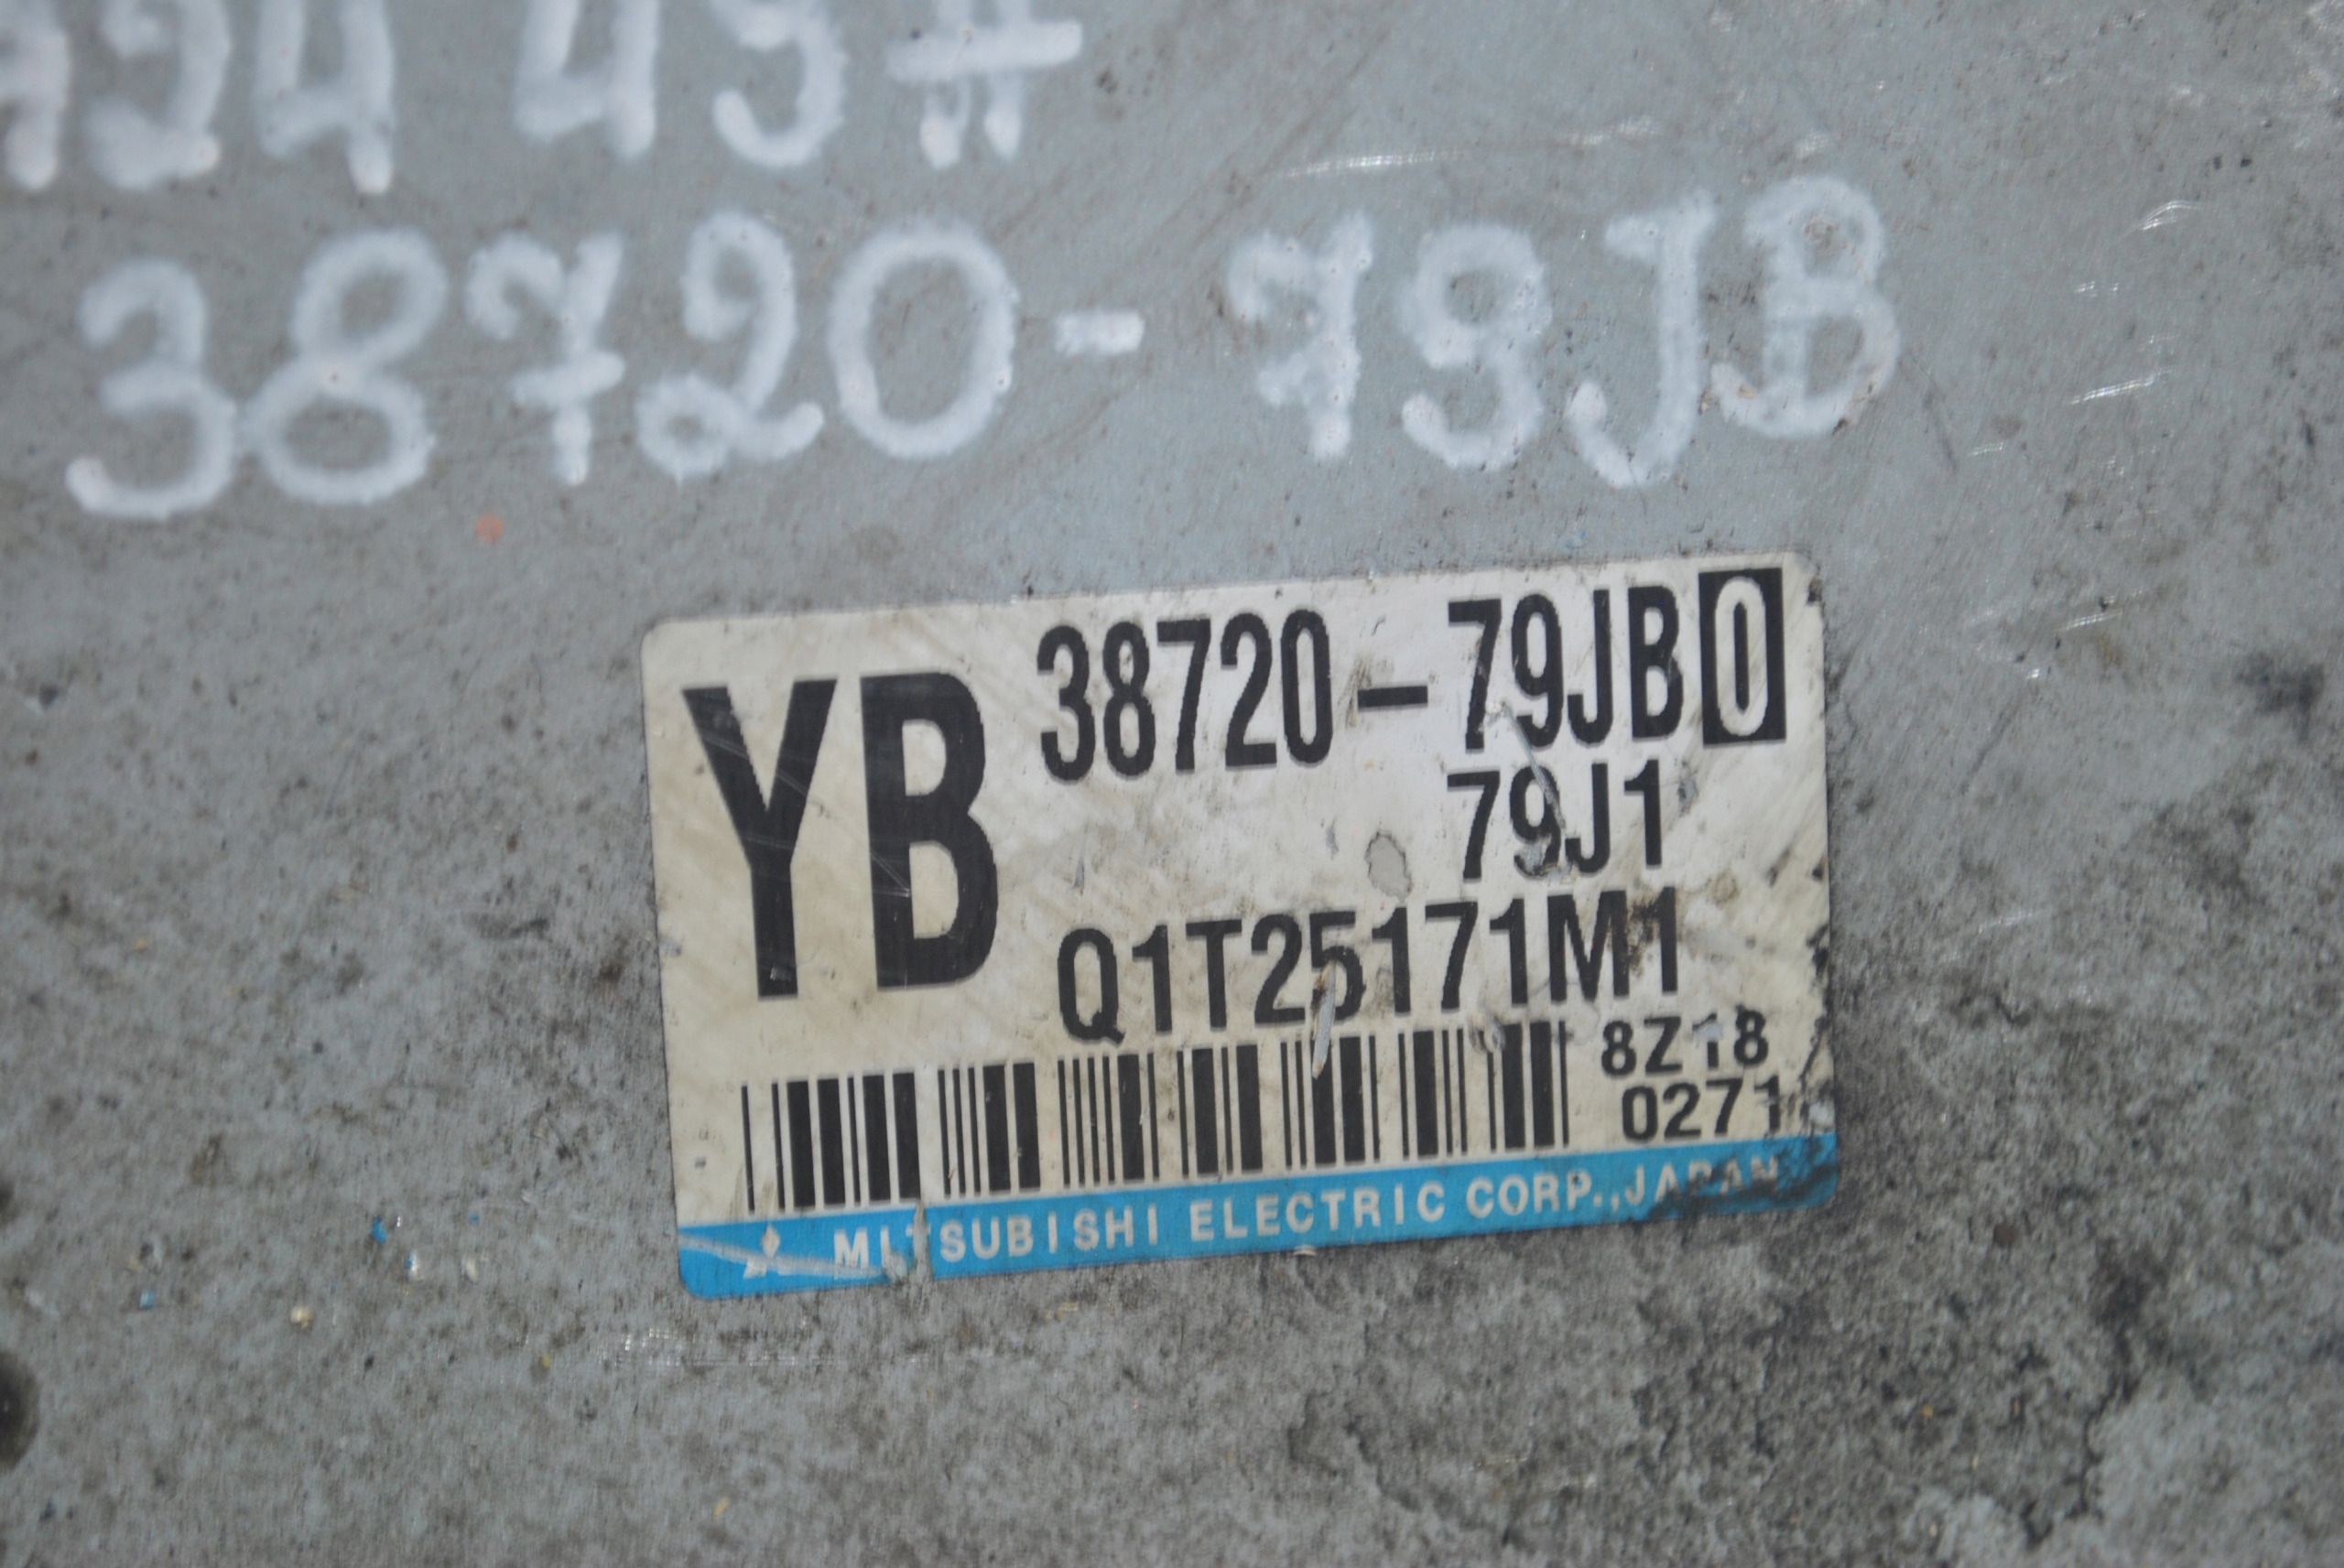 38720-79JB
YB
38720-79JB0
79J1
Q1T25171M1
8Z18
0271
MITSUBISHI ELECTRIC CORP.,JAPAN